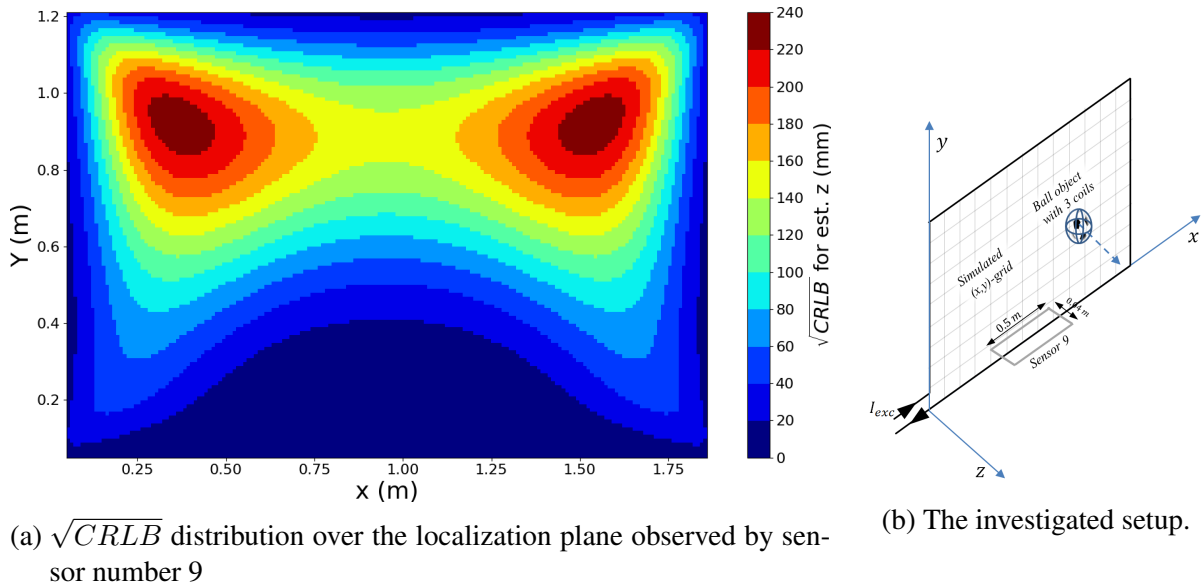 240
220
200
180
160
140
120
100
80
60
40
20
0
√CRLB for est. z (mm)
1.2
1.0
0.8
0.6
0.4
0.2
Y (m)
0.25 0.50 0.75 1.00 1.25 1.50 1.75
x (m)
(a) √CRLB distribution over the localization plane observed by sen-
sor number 9
y
Ball object
with 3 coils
x
Simulated
(x,y)-grid
0.5 m
0.04 m
Sensor 9
I_exc
z
(b) The investigated setup.